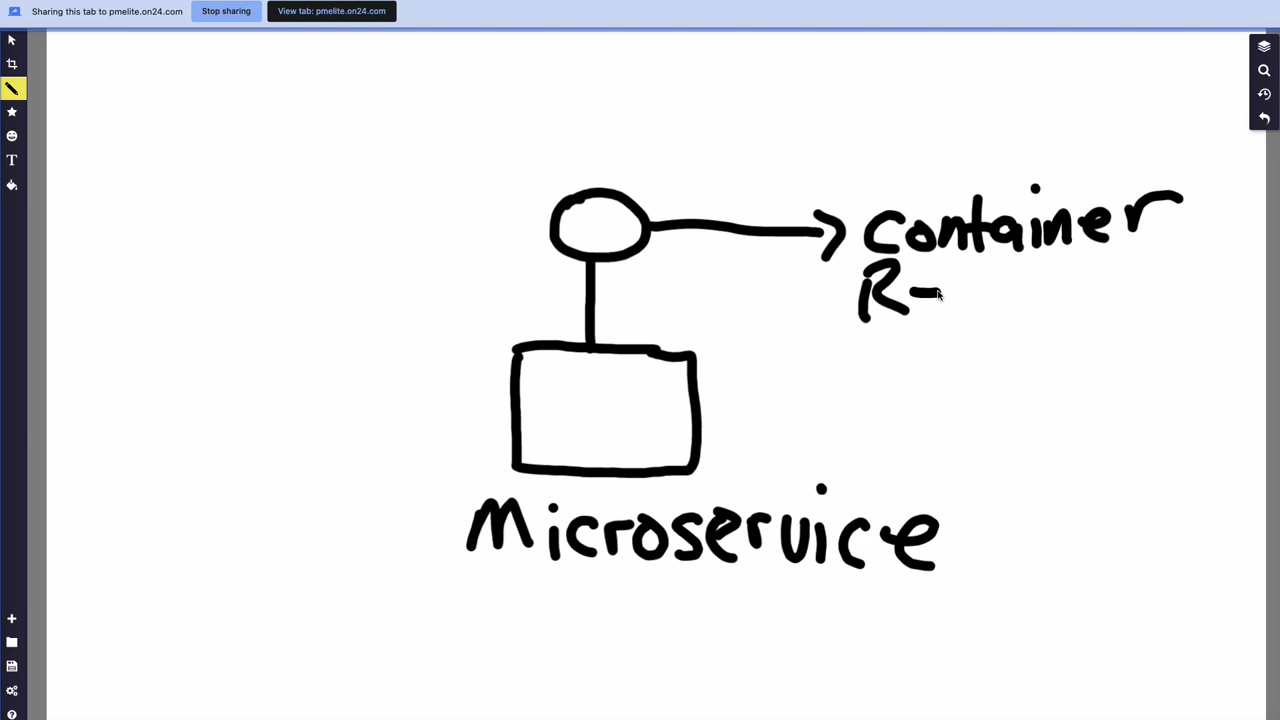 Sharing this tab to pmelite.on24.com Stop sharing View tab: pmelite.on24.com
T
Container
R-
Microservice
?